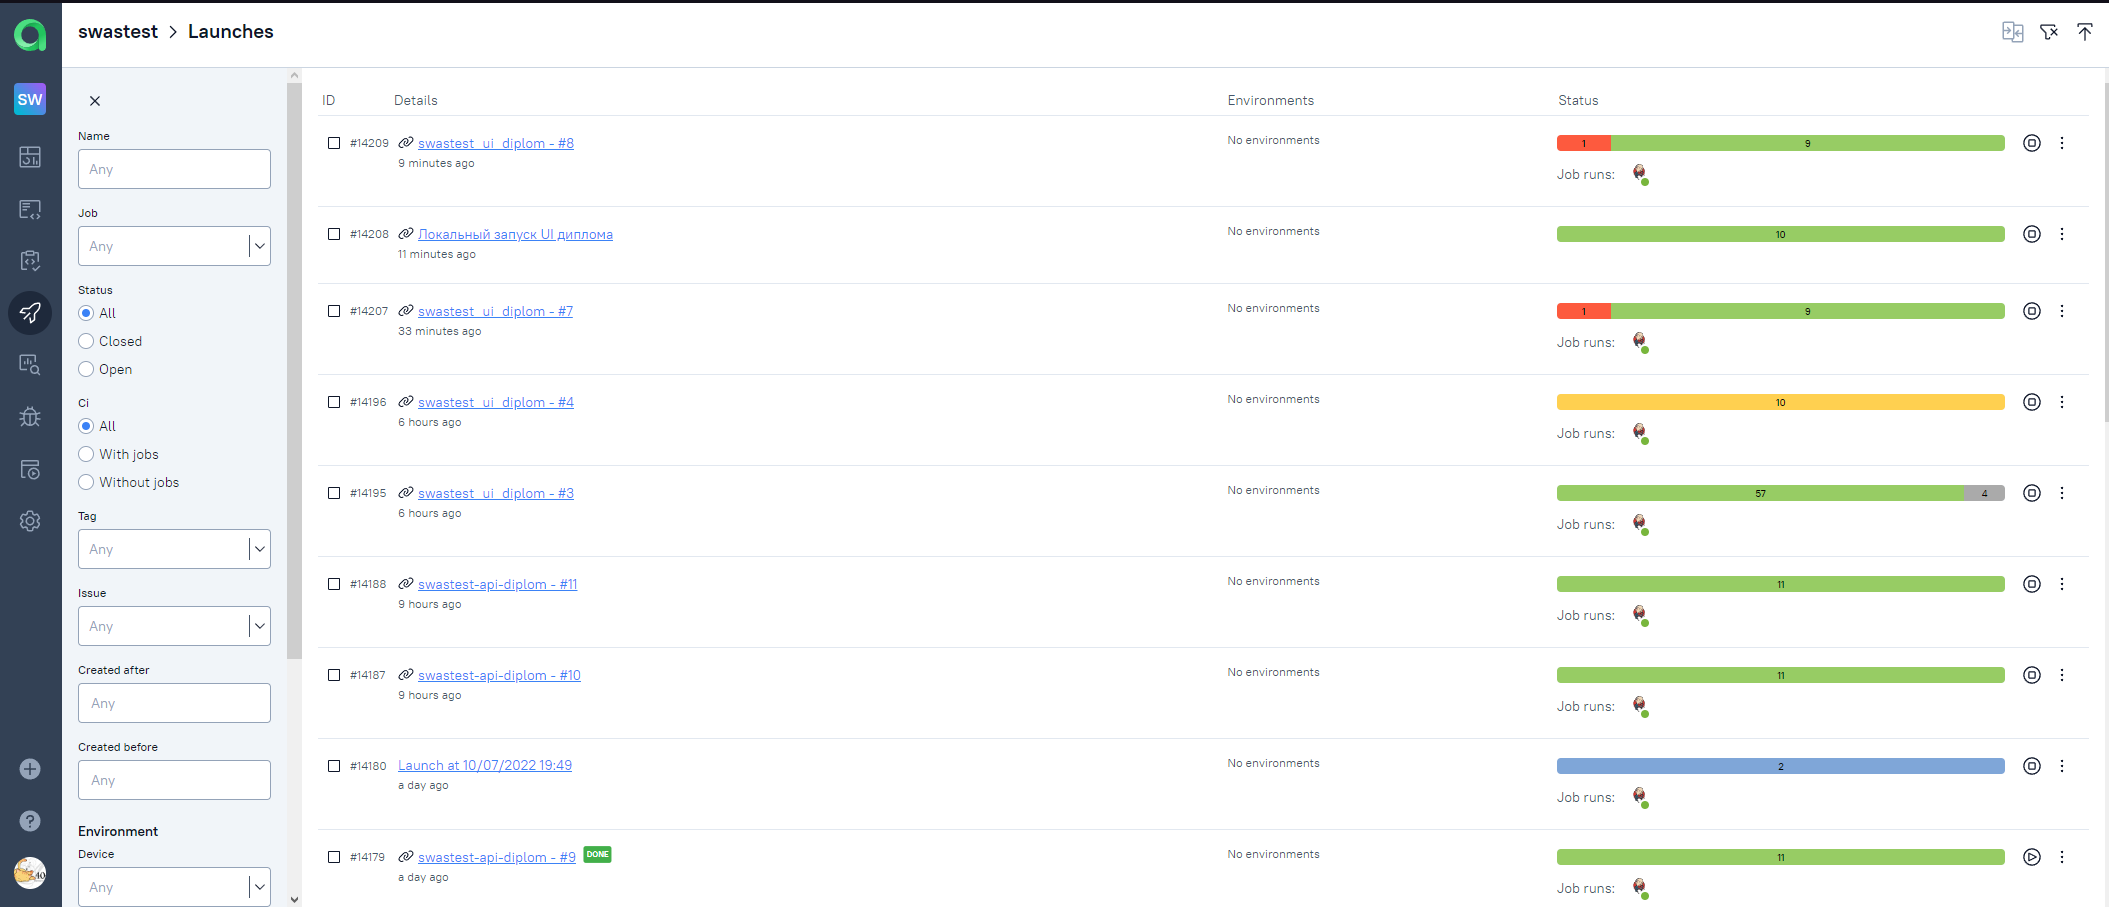 swastest > Launches
SW
Name
Any
Job
Any
Status
All
Closed
Open
Ci
All
With jobs
Without jobs
Tag
Any
Issue
Any
Created after
Any
Created before
Any
Environment
Device
Any
ID Details Environments Status
#14209 swastest_ui_diplom - #8 No environments 1 9
9 minutes ago Job runs:
#14208 Локальный запуск UI диплома No environments 10
11 minutes ago
#14207 swastest_ui_diplom - #7 No environments 1 9
33 minutes ago Job runs:
#14196 swastest_ui_diplom - #4 No environments 10
6 hours ago Job runs:
#14195 swastest_ui_diplom - #3 No environments 57 4
6 hours ago Job runs:
#14188 swastest-api-diplom - #11 No environments 11
9 hours ago Job runs:
#14187 swastest-api-diplom - #10 No environments 11
9 hours ago Job runs:
#14180 Launch at 10/07/2022 19:49 No environments 2
a day ago Job runs:
#14179 swastest-api-diplom - #9 DONE No environments 11
a day ago Job runs: